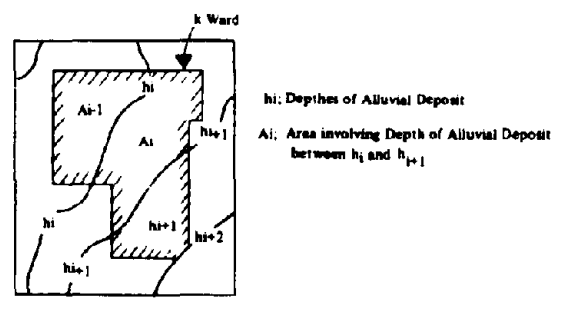 k Ward
hi
Ai-1
Ai
hi+1
hi
hi+1
hi+2
hi+1
hi; Depthes of Alluvial Deposit
Ai; Area involving Depth of Alluvial Deposit
between hi and hi+1